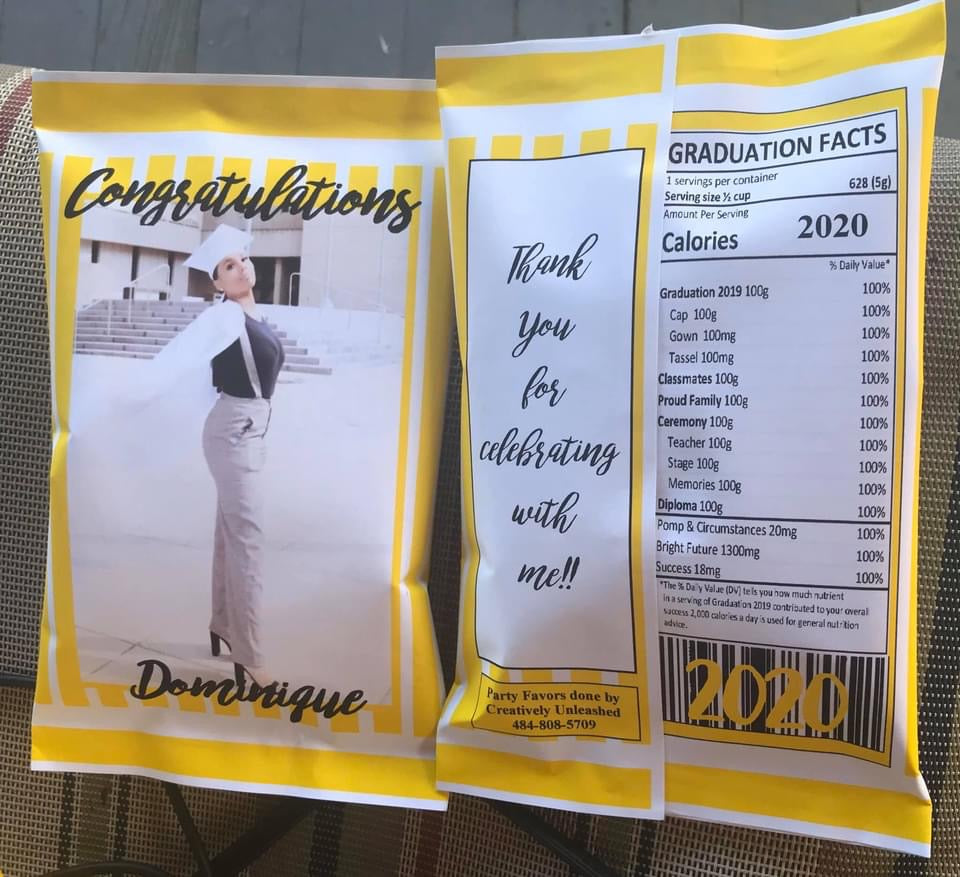 Congratulations
Dominique
Thank
You
for
celebrating
with
me!!
Party Favors done by
Creatively Unleashed
484-808-5709
GRADUATION FACTS
1 servings per container
Serving size ½ cup 628 (5g)
Amount Per Serving
Calories 2020
% Daily Value*
Graduation 2019 100g 100%
Cap 100g 100%
Gown 100mg 100%
Tassel 100mg 100%
Classmates 100g 100%
Proud Family 100g 100%
Ceremony 100g 100%
Teacher 100g 100%
Stage 100g 100%
Memories 100g 100%
Diploma 100g 100%
Pomp & Circumstances 20mg 100%
Bright Future 1300mg 100%
Success 18mg 100%
*The % Daily Value (DV) tells you how much nutrient
in a serving of Graduation 2019 contributed to your overall
success 2,000 calories a day is used for general nutrition
advice.
2020